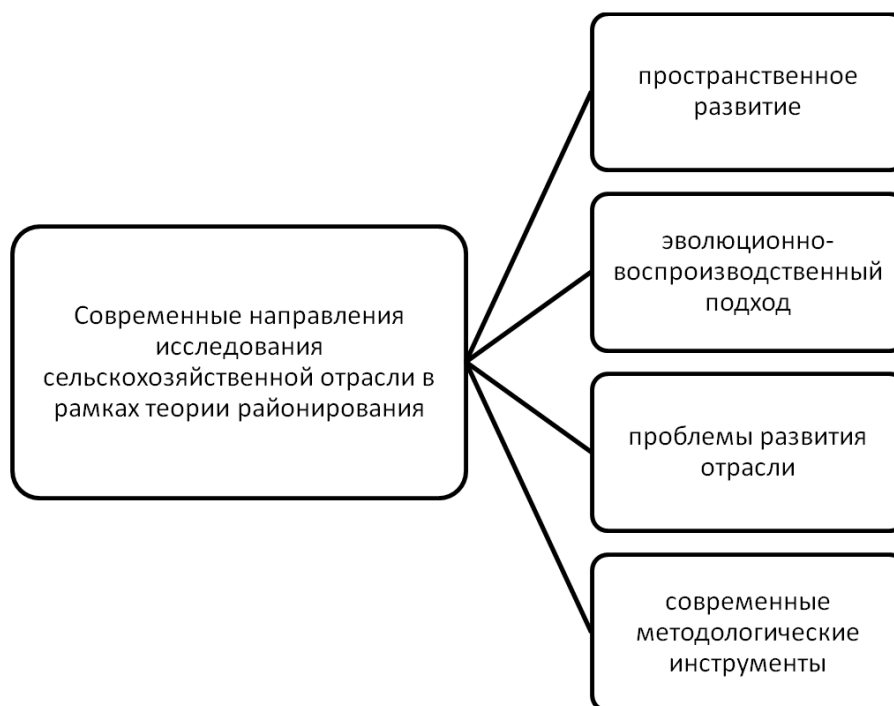 Современные направления
исследования
сельскохозяйственной отрасли в
рамках теории районирования
пространственное
развитие
эволюционно-
воспроизводственный
подход
проблемы развития
отрасли
современные
методологические
инструменты